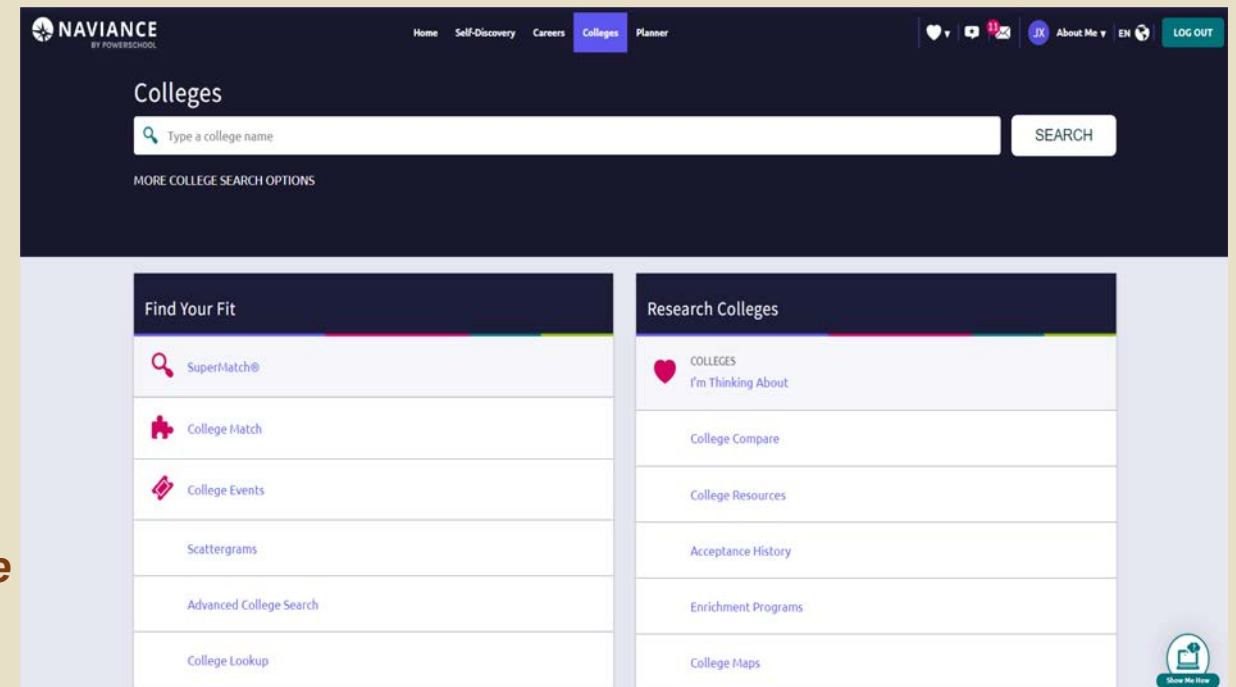 NAVIANCE
BY POWERSCHOOL
Home Self-Discovery Careers Colleges Planner
11
JX About Me EN LOG OUT
Colleges
Type a college name
SEARCH
MORE COLLEGE SEARCH OPTIONS
Find Your Fit
SuperMatch®
College Match
College Events
Scattergrams
Advanced College Search
College Lookup
Research Colleges
COLLEGES
I'm Thinking About
College Compare
College Resources
Acceptance History
Enrichment Programs
College Maps
Show Me How
e